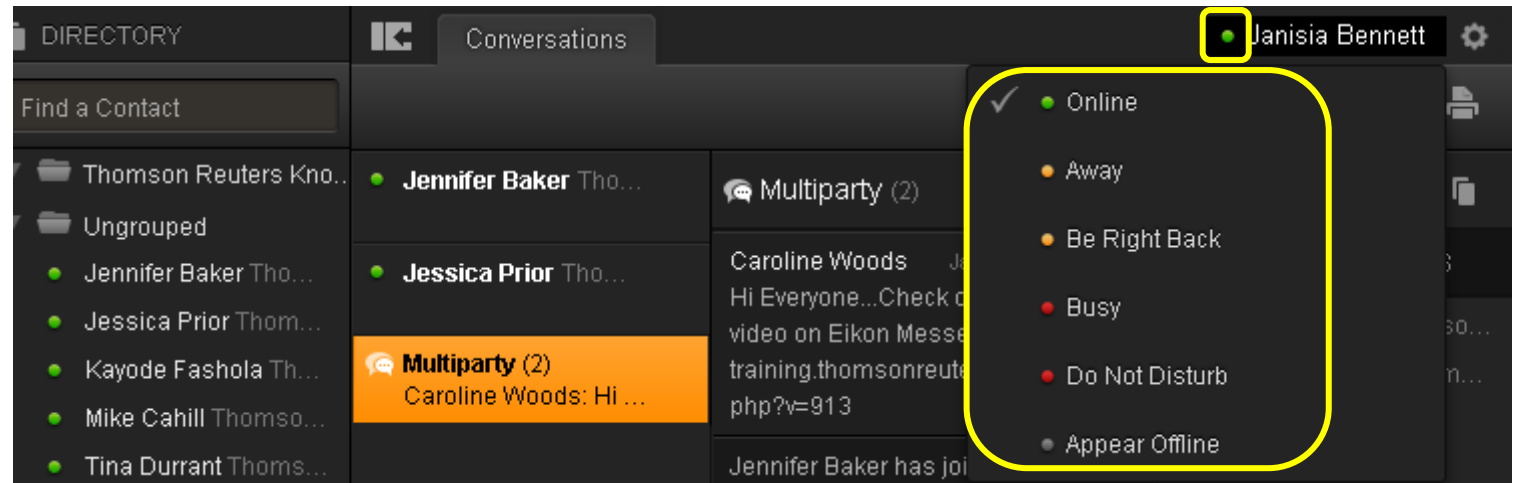 DIRECTORY
Conversations
Janisia Bennett
Find a Contact
Thomson Reuters Kno...
Ungrouped
Jennifer Baker Tho...
Jessica Prior Thom...
Kayode Fashola Th...
Mike Cahill Thomso...
Tina Durrant Thoms...
Jennifer Baker Tho...
Jessica Prior Tho...
Multiparty (2)
Caroline Woods: Hi ...
Multiparty (2)
Caroline Woods
Hi Everyone...Check
video on Eikon Messe
training.thomsonreute
php?v=913
Jennifer Baker has joi
Online
Away
Be Right Back
Busy
Do Not Disturb
Appear Offline